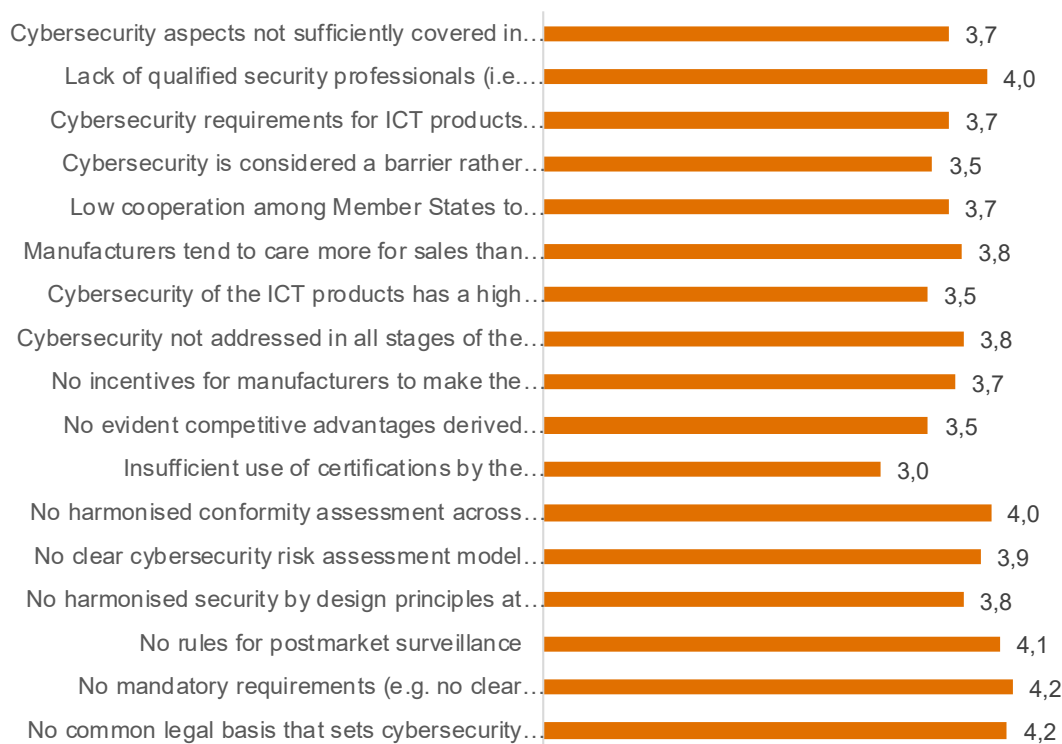 Cybersecurity aspects not sufficiently covered in… 3,7
Lack of qualified security professionals (i.e.… 4,0
Cybersecurity requirements for ICT products… 3,7
Cybersecurity is considered a barrier rather… 3,5
Low cooperation among Member States to… 3,7
Manufacturers tend to care more for sales than… 3,8
Cybersecurity of the ICT products has a high… 3,5
Cybersecurity not addressed in all stages of the… 3,8
No incentives for manufacturers to make the… 3,7
No evident competitive advantages derived… 3,5
Insufficient use of certifications by the… 3,0
No harmonised conformity assessment across… 4,0
No clear cybersecurity risk assessment model… 3,9
No harmonised security by design principles at… 3,8
No rules for postmarket surveillance 4,1
No mandatory requirements (e.g. no clear… 4,2
No common legal basis that sets cybersecurity… 4,2